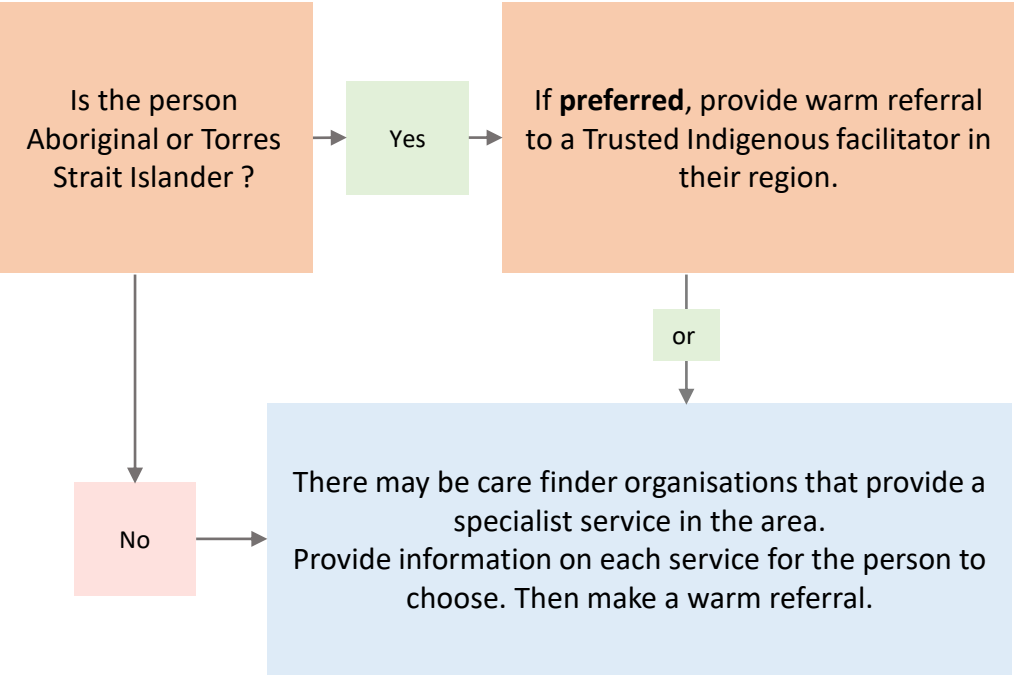 Is the person
Aboriginal or Torres
Strait Islander ?
Yes
If preferred, provide warm referral
to a Trusted Indigenous facilitator in
their region.
or
No
There may be care finder organisations that provide a
specialist service in the area.
Provide information on each service for the person to
choose. Then make a warm referral.